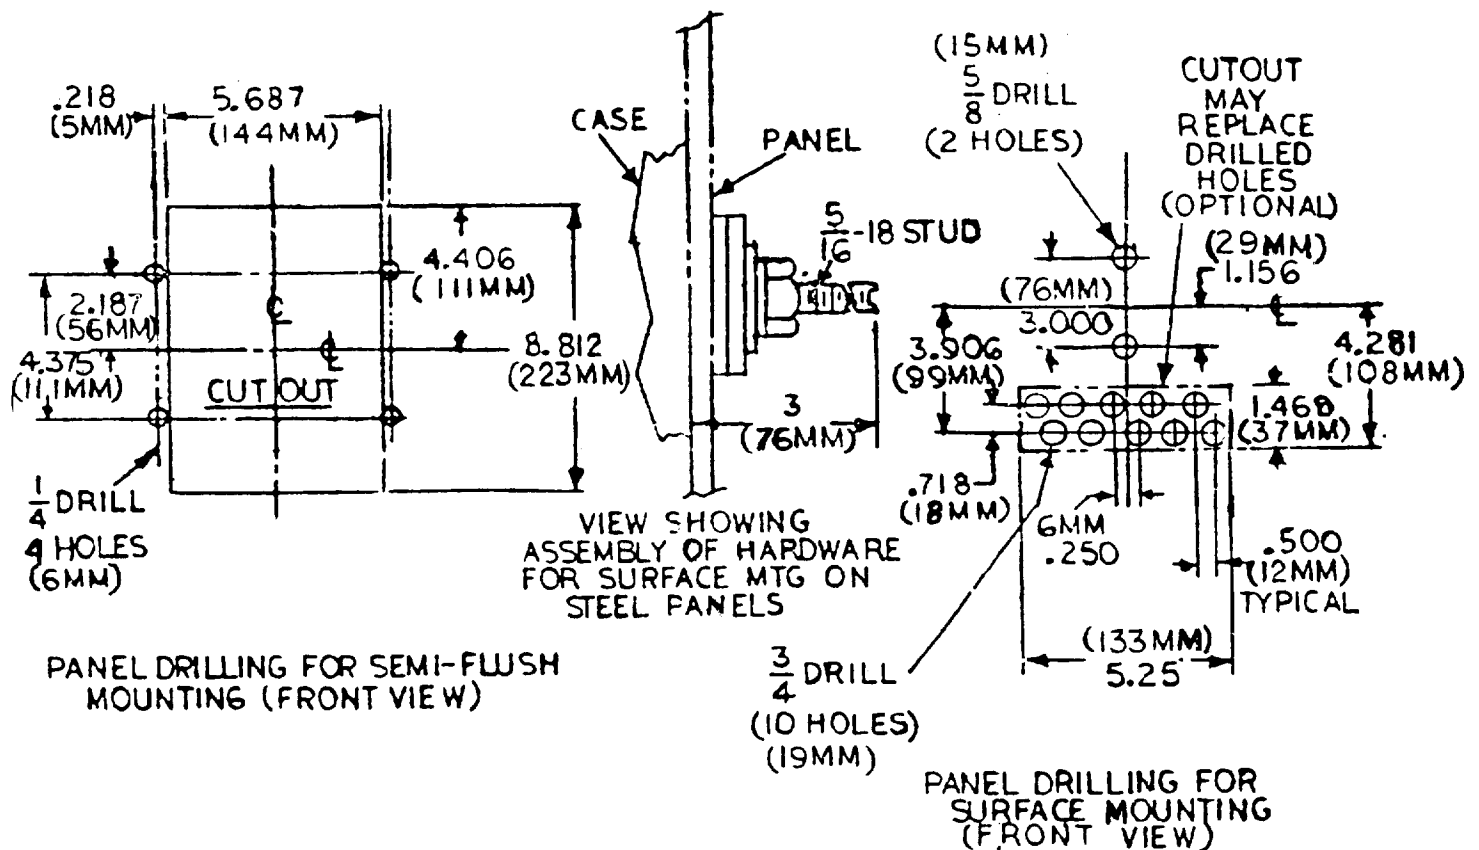 .218
(5MM)
5.687
(144MM)
4.406
(111MM)
2.187
(56MM)
4.375
(111MM)
8.812
(223MM)
CUT OUT
1/4 DRILL
4 HOLES
(6MM)
PANEL DRILLING FOR SEMI-FLUSH
MOUNTING (FRONT VIEW)
CASE
PANEL
5/16-18 STUD
3
(76MM)
VIEW SHOWING
ASSEMBLY OF HARDWARE
FOR SURFACE MTG ON
STEEL PANELS
(15MM)
5/8 DRILL
(2 HOLES)
CUTOUT
MAY
REPLACE
DRILLED
HOLES
(OPTIONAL)
(29MM)
1.156
(76MM)
3.000
3.906
(99MM)
4.281
(108MM)
1.468
(37MM)
.718
(18MM)
6MM
.250
.500
(12MM)
TYPICAL
(133MM)
5.25
3/4 DRILL
(10 HOLES)
(19MM)
PANEL DRILLING FOR
SURFACE MOUNTING
(FRONT VIEW)